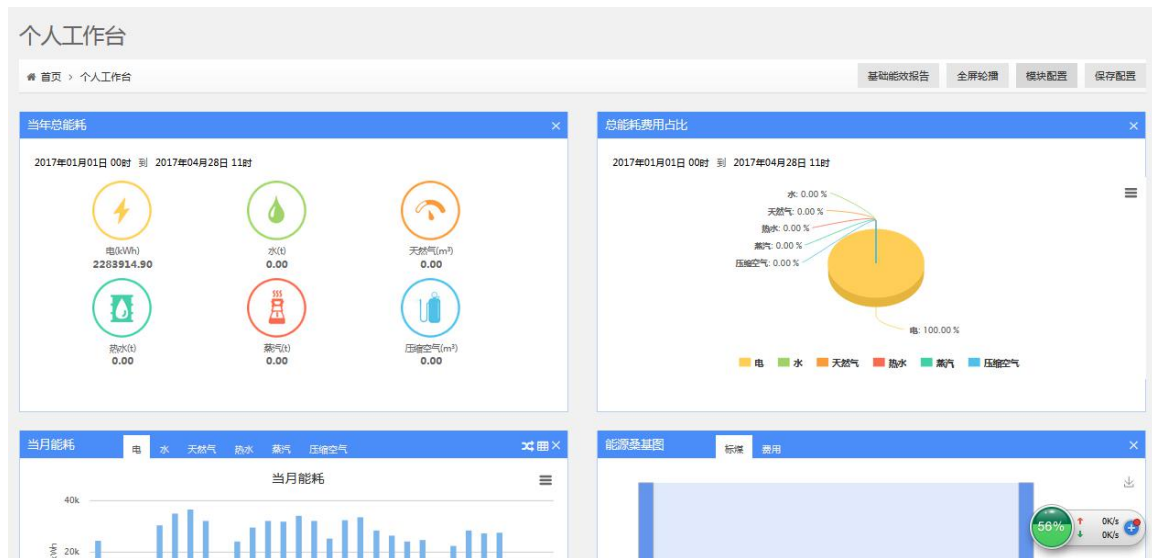 个人工作台
首页 > 个人工作台
基础能效报告 全屏轮播 模块配置 保存配置
当年总能耗 ×
2017年01月01日 00时 到 2017年04月28日 11时
电(kWh) 水(t) 天然气(m³)
2283914.90 0.00 0.00
热水(t) 蒸汽(t) 压缩空气(m³)
0.00 0.00 0.00
总能耗费用占比 ×
2017年01月01日 00时 到 2017年04月28日 11时
水: 0.00 %
天然气: 0.00 %
热水: 0.00 %
蒸汽: 0.00 %
压缩空气: 0.00 %
电: 100.00 %
电 水 天然气 热水 蒸汽 压缩空气
当月能耗 电 水 天然气 热水 蒸汽 压缩空气 ×
当月能耗
40k
20k
能源桑基图 标煤 费用 ×
56% 0K/s
0K/s